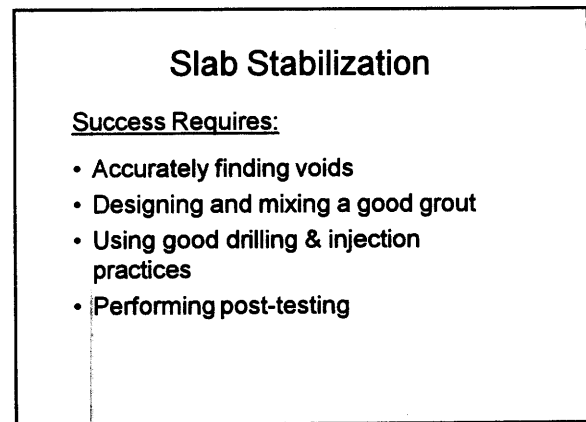 Slab Stabilization
Success Requires:
• Accurately finding voids
• Designing and mixing a good grout
• Using good drilling & injection
practices
• Performing post-testing